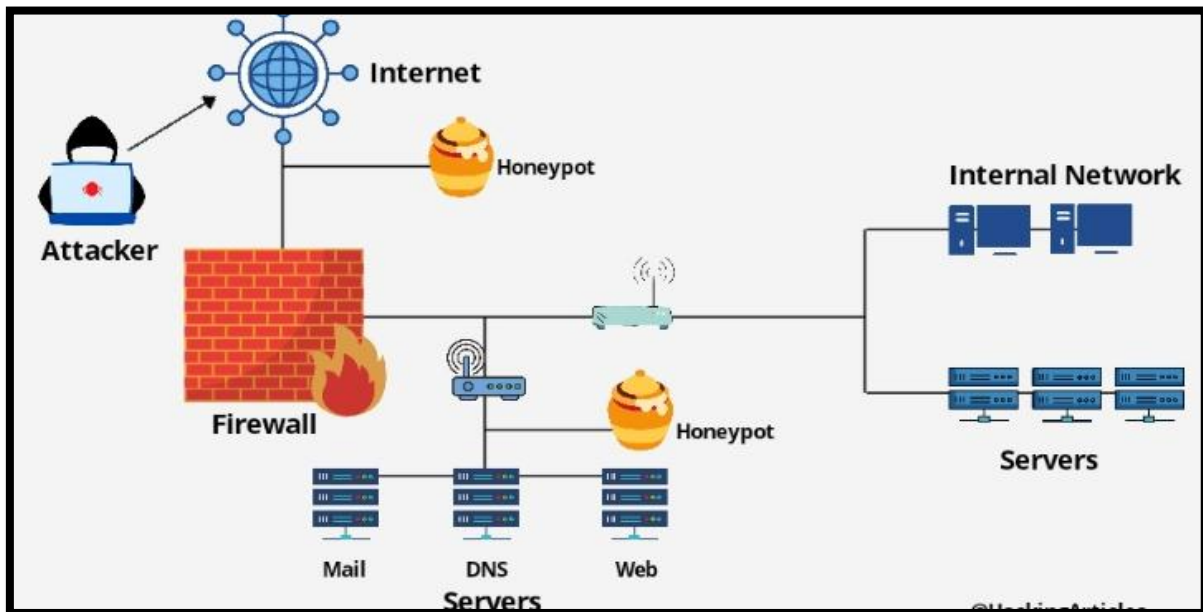 Internet
Honeypot
Attacker
Internal Network
Firewall
Honeypot
Servers
Mail
DNS
Web
Servers